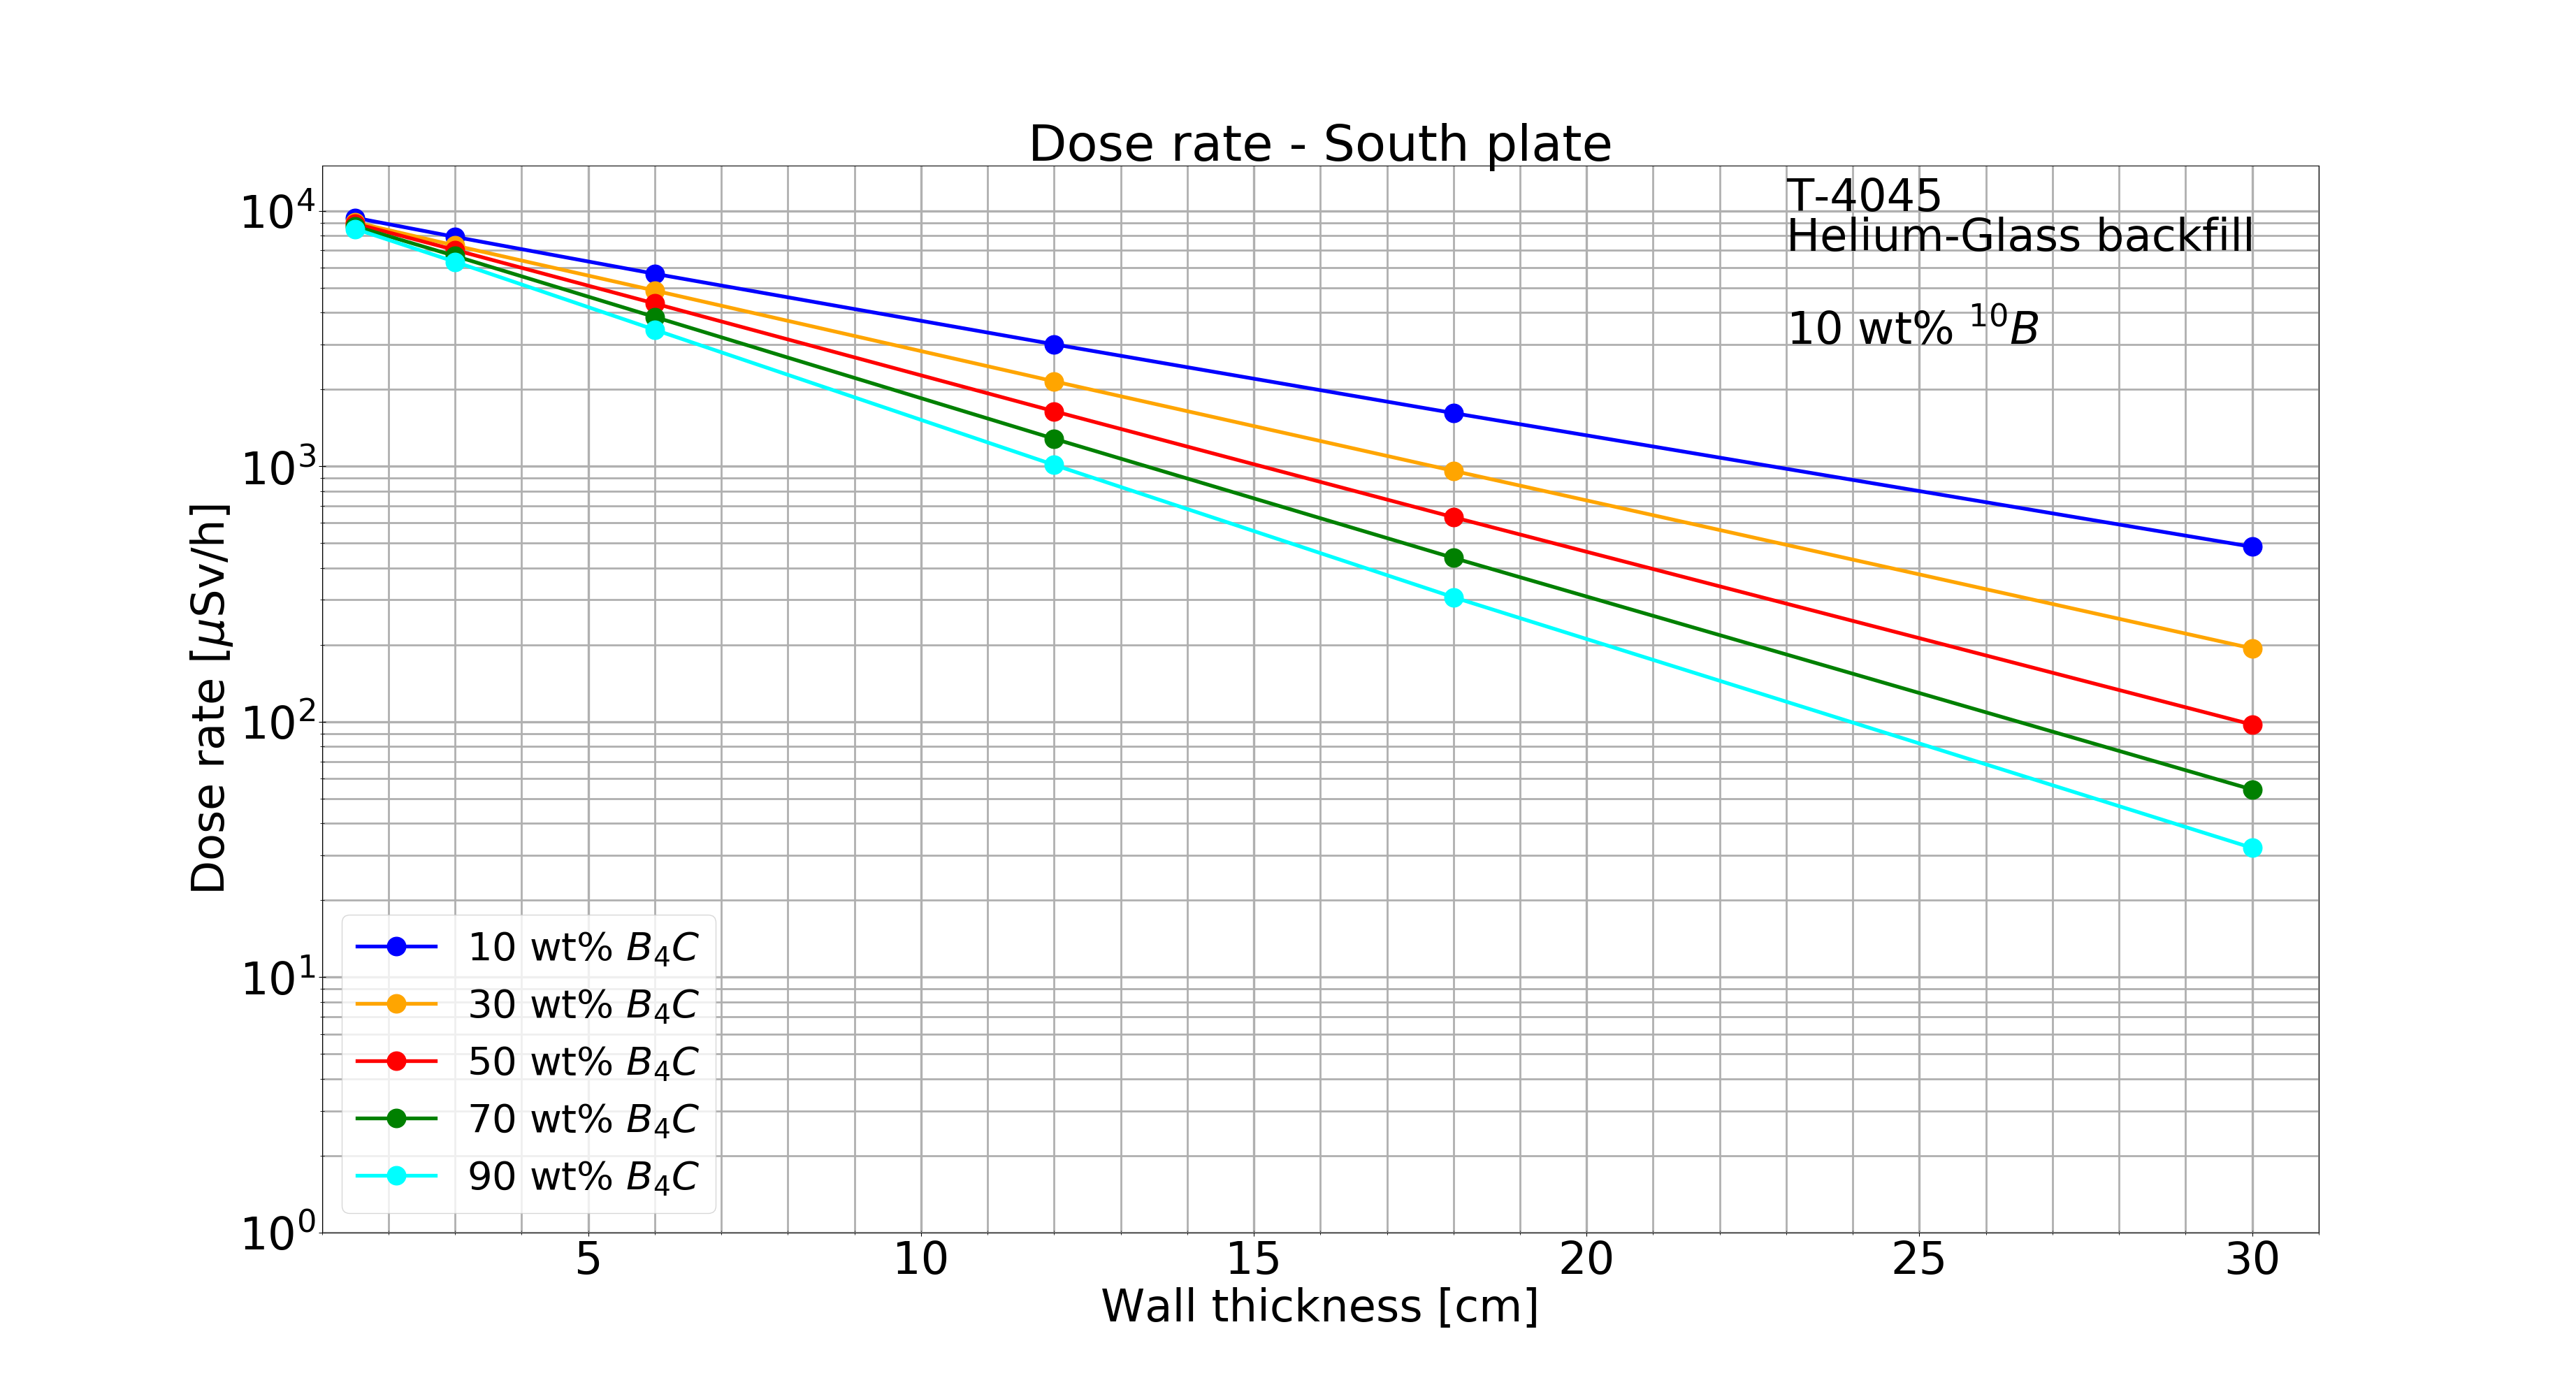 Dose rate - South plate
T-4045
Helium-Glass backfill
10 wt% ¹⁰B
Dose rate [μSv/h]
10⁴
10³
10²
10¹
10⁰
10 wt% B₄C
30 wt% B₄C
50 wt% B₄C
70 wt% B₄C
90 wt% B₄C
5 10 15 20 25 30
Wall thickness [cm]